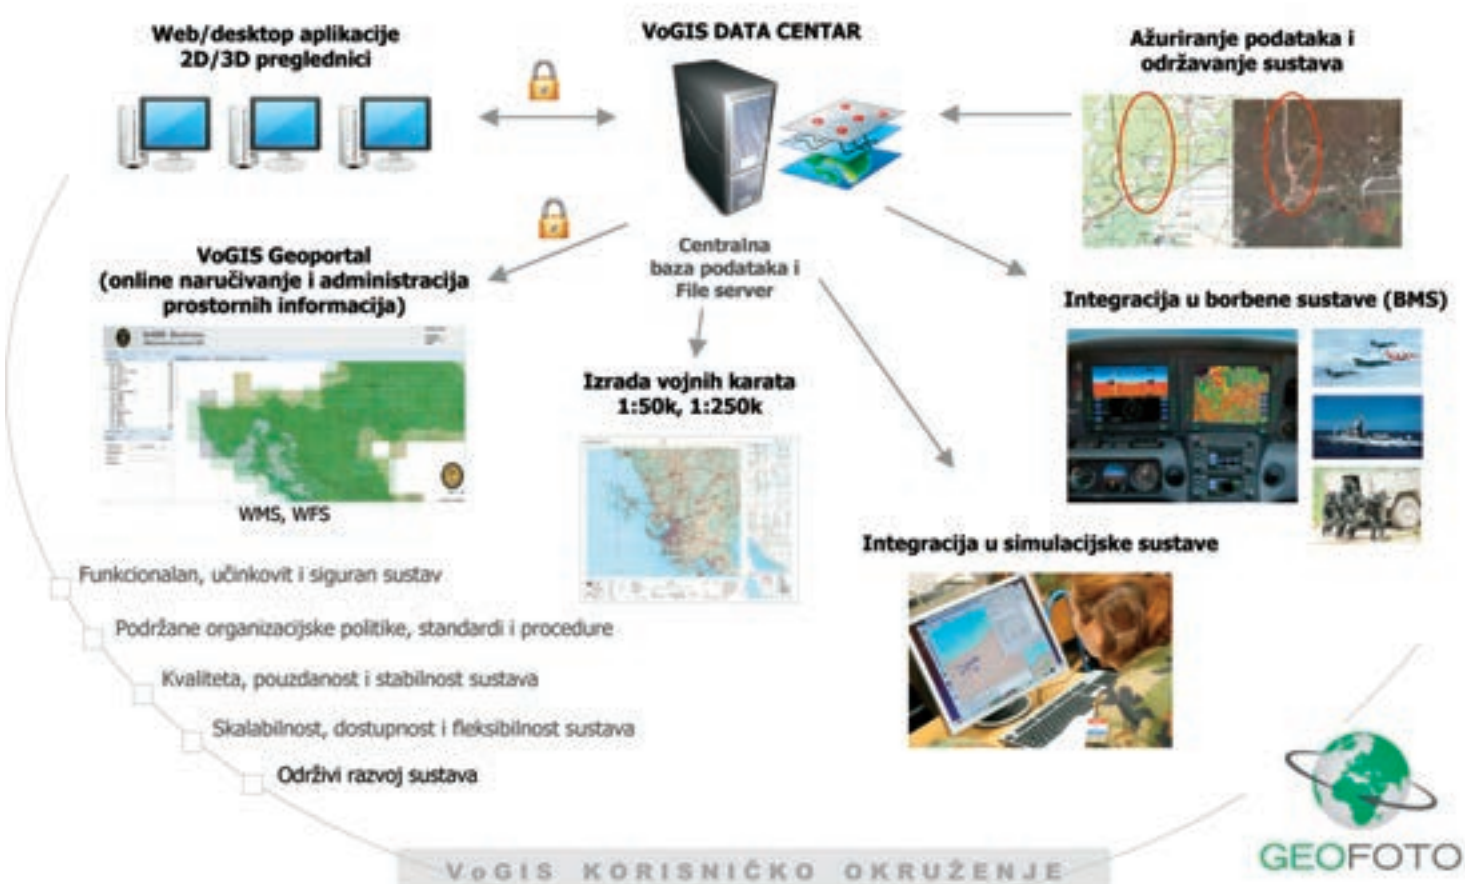 Web/desktop aplikacije
2D/3D preglednici
VoGIS DATA CENTAR
Ažuriranje podataka i
održavanje sustava
VoGIS Geoportal
(online naručivanje i administracija
prostornih informacija)
Centralna
baza podataka i
File server
Integracija u borbene sustave (BMS)
Izrada vojnih karata
1:50k, 1:250k
WMS, WFS
Integracija u simulacijske sustave
Funkcionalan, učinkovit i siguran sustav
Podržane organizacijske politike, standardi i procedure
Kvaliteta, pouzdanost i stabilnost sustava
Skalabilnost, dostupnost i fleksibilnost sustava
Održivi razvoj sustava
GEOFOTO
VoGIS KORISNIČKO OKRUŽENJE